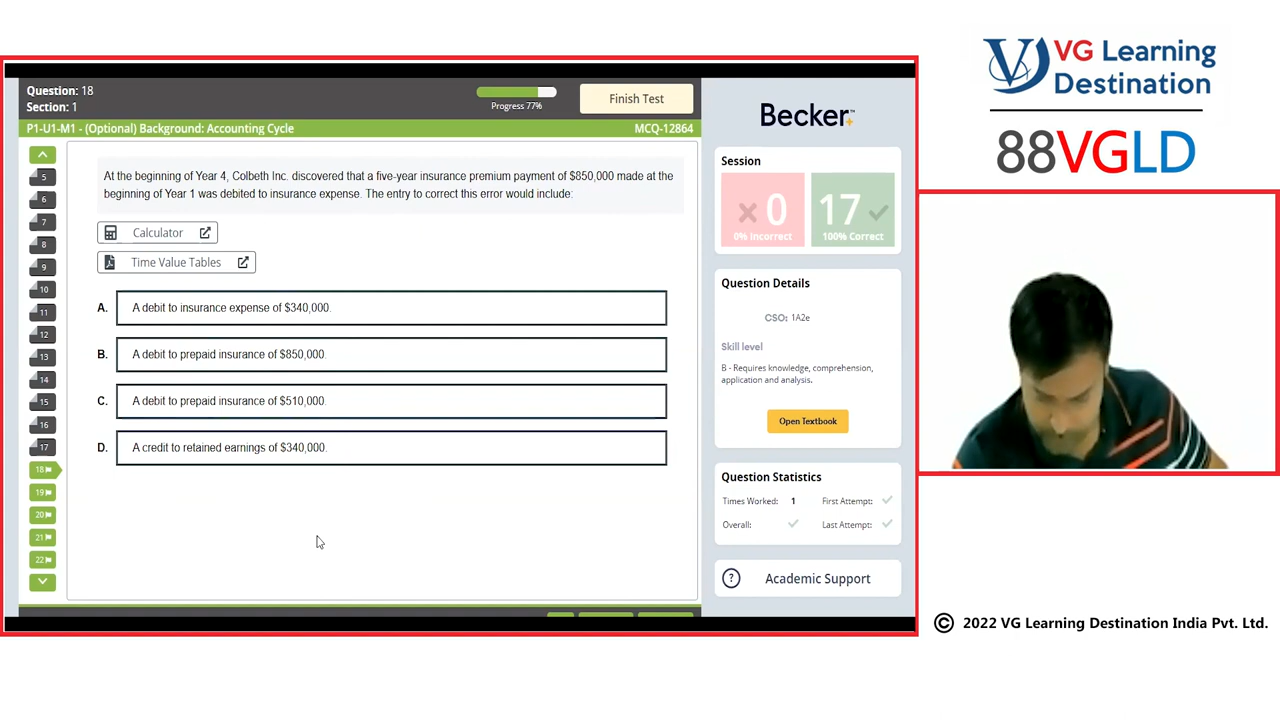 Question: 18
Section: 1
Progress 77%
Finish Test
P1-U1-M1 - (Optional) Background: Accounting Cycle
MCQ-12864
5
6
7
8
9
10
11
12
13
14
15
16
17
18
19
20
21
22
At the beginning of Year 4, Colbeth Inc. discovered that a five-year insurance premium payment of $850,000 made at the
beginning of Year 1 was debited to insurance expense. The entry to correct this error would include:
Calculator
Time Value Tables
A. A debit to insurance expense of $340,000.
B. A debit to prepaid insurance of $850,000.
C. A debit to prepaid insurance of $510,000.
D. A credit to retained earnings of $340,000.
Becker
Session
0
0% Incorrect
17
100% Correct
Question Details
CSO: 1A2e
Skill level
B - Requires knowledge, comprehension,
application and analysis.
Open Textbook
Question Statistics
Times Worked: 1 First Attempt:
Overall: Last Attempt:
? Academic Support
VG Learning
Destination
88VGLD
© 2022 VG Learning Destination India Pvt. Ltd.